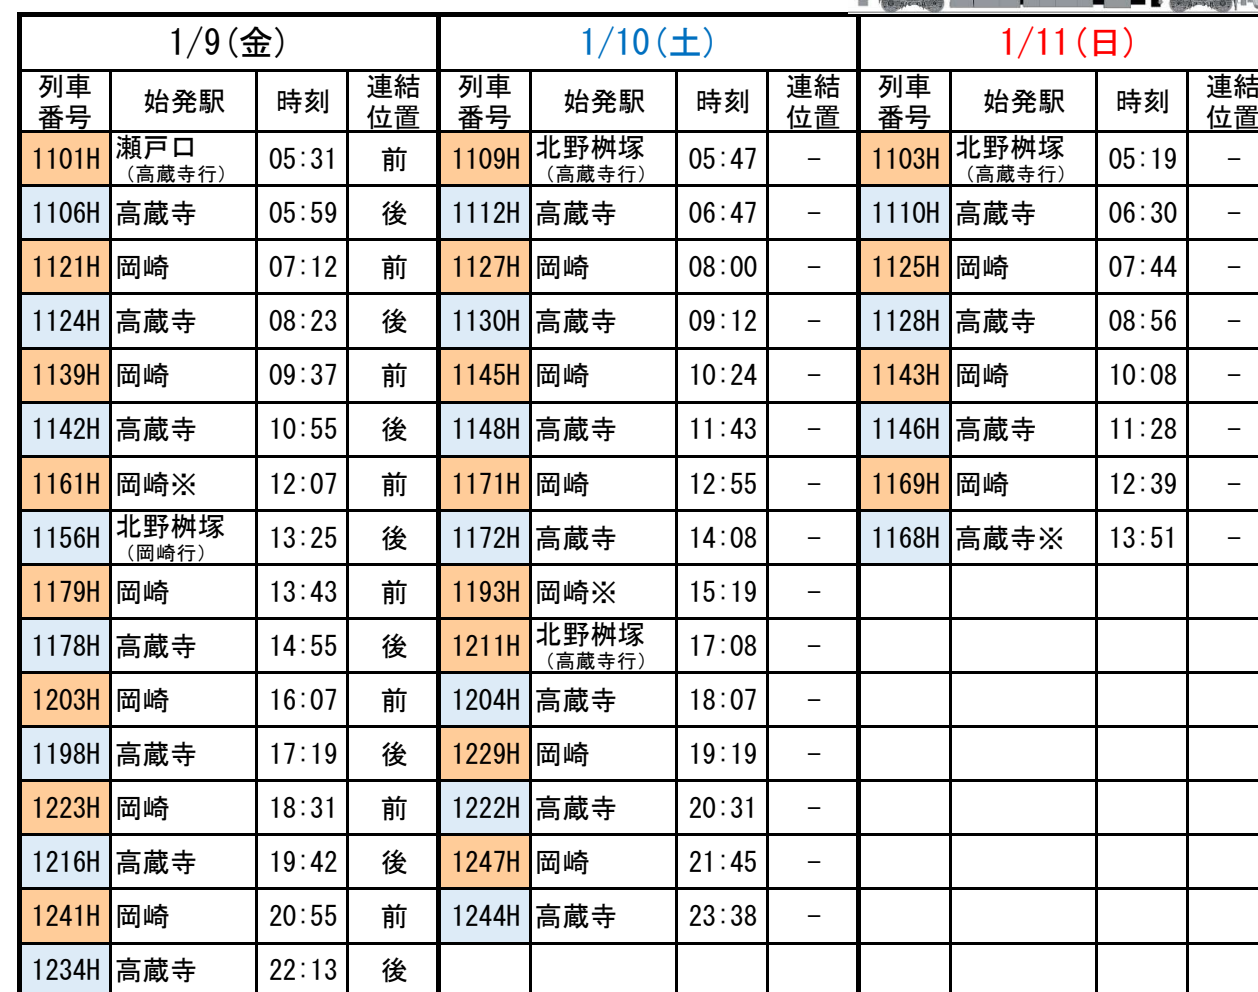 1/9(金) 1/10(土) 1/11(日)
列車番号 始発駅 時刻 連結位置 列車番号 始発駅 時刻 連結位置 列車番号 始発駅 時刻 連結位置
1101H 瀬戸口(高蔵寺行) 05:31 前 1109H 北野桝塚(高蔵寺行) 05:47 － 1103H 北野桝塚(高蔵寺行) 05:19 －
1106H 高蔵寺 05:59 後 1112H 高蔵寺 06:47 － 1110H 高蔵寺 06:30 －
1121H 岡崎 07:12 前 1127H 岡崎 08:00 － 1125H 岡崎 07:44 －
1124H 高蔵寺 08:23 後 1130H 高蔵寺 09:12 － 1128H 高蔵寺 08:56 －
1139H 岡崎 09:37 前 1145H 岡崎 10:24 － 1143H 岡崎 10:08 －
1142H 高蔵寺 10:55 後 1148H 高蔵寺 11:43 － 1146H 高蔵寺 11:28 －
1161H 岡崎※ 12:07 前 1171H 岡崎 12:55 － 1169H 岡崎 12:39 －
1156H 北野桝塚(岡崎行) 13:25 後 1172H 高蔵寺 14:08 － 1168H 高蔵寺※ 13:51 －
1179H 岡崎 13:43 前 1193H 岡崎※ 15:19 －
1178H 高蔵寺 14:55 後 1211H 北野桝塚(高蔵寺行) 17:08 －
1203H 岡崎 16:07 前 1204H 高蔵寺 18:07 －
1198H 高蔵寺 17:19 後 1229H 岡崎 19:19 －
1223H 岡崎 18:31 前 1222H 高蔵寺 20:31 －
1216H 高蔵寺 19:42 後 1247H 岡崎 21:45 －
1241H 岡崎 20:55 前 1244H 高蔵寺 23:38 －
1234H 高蔵寺 22:13 後